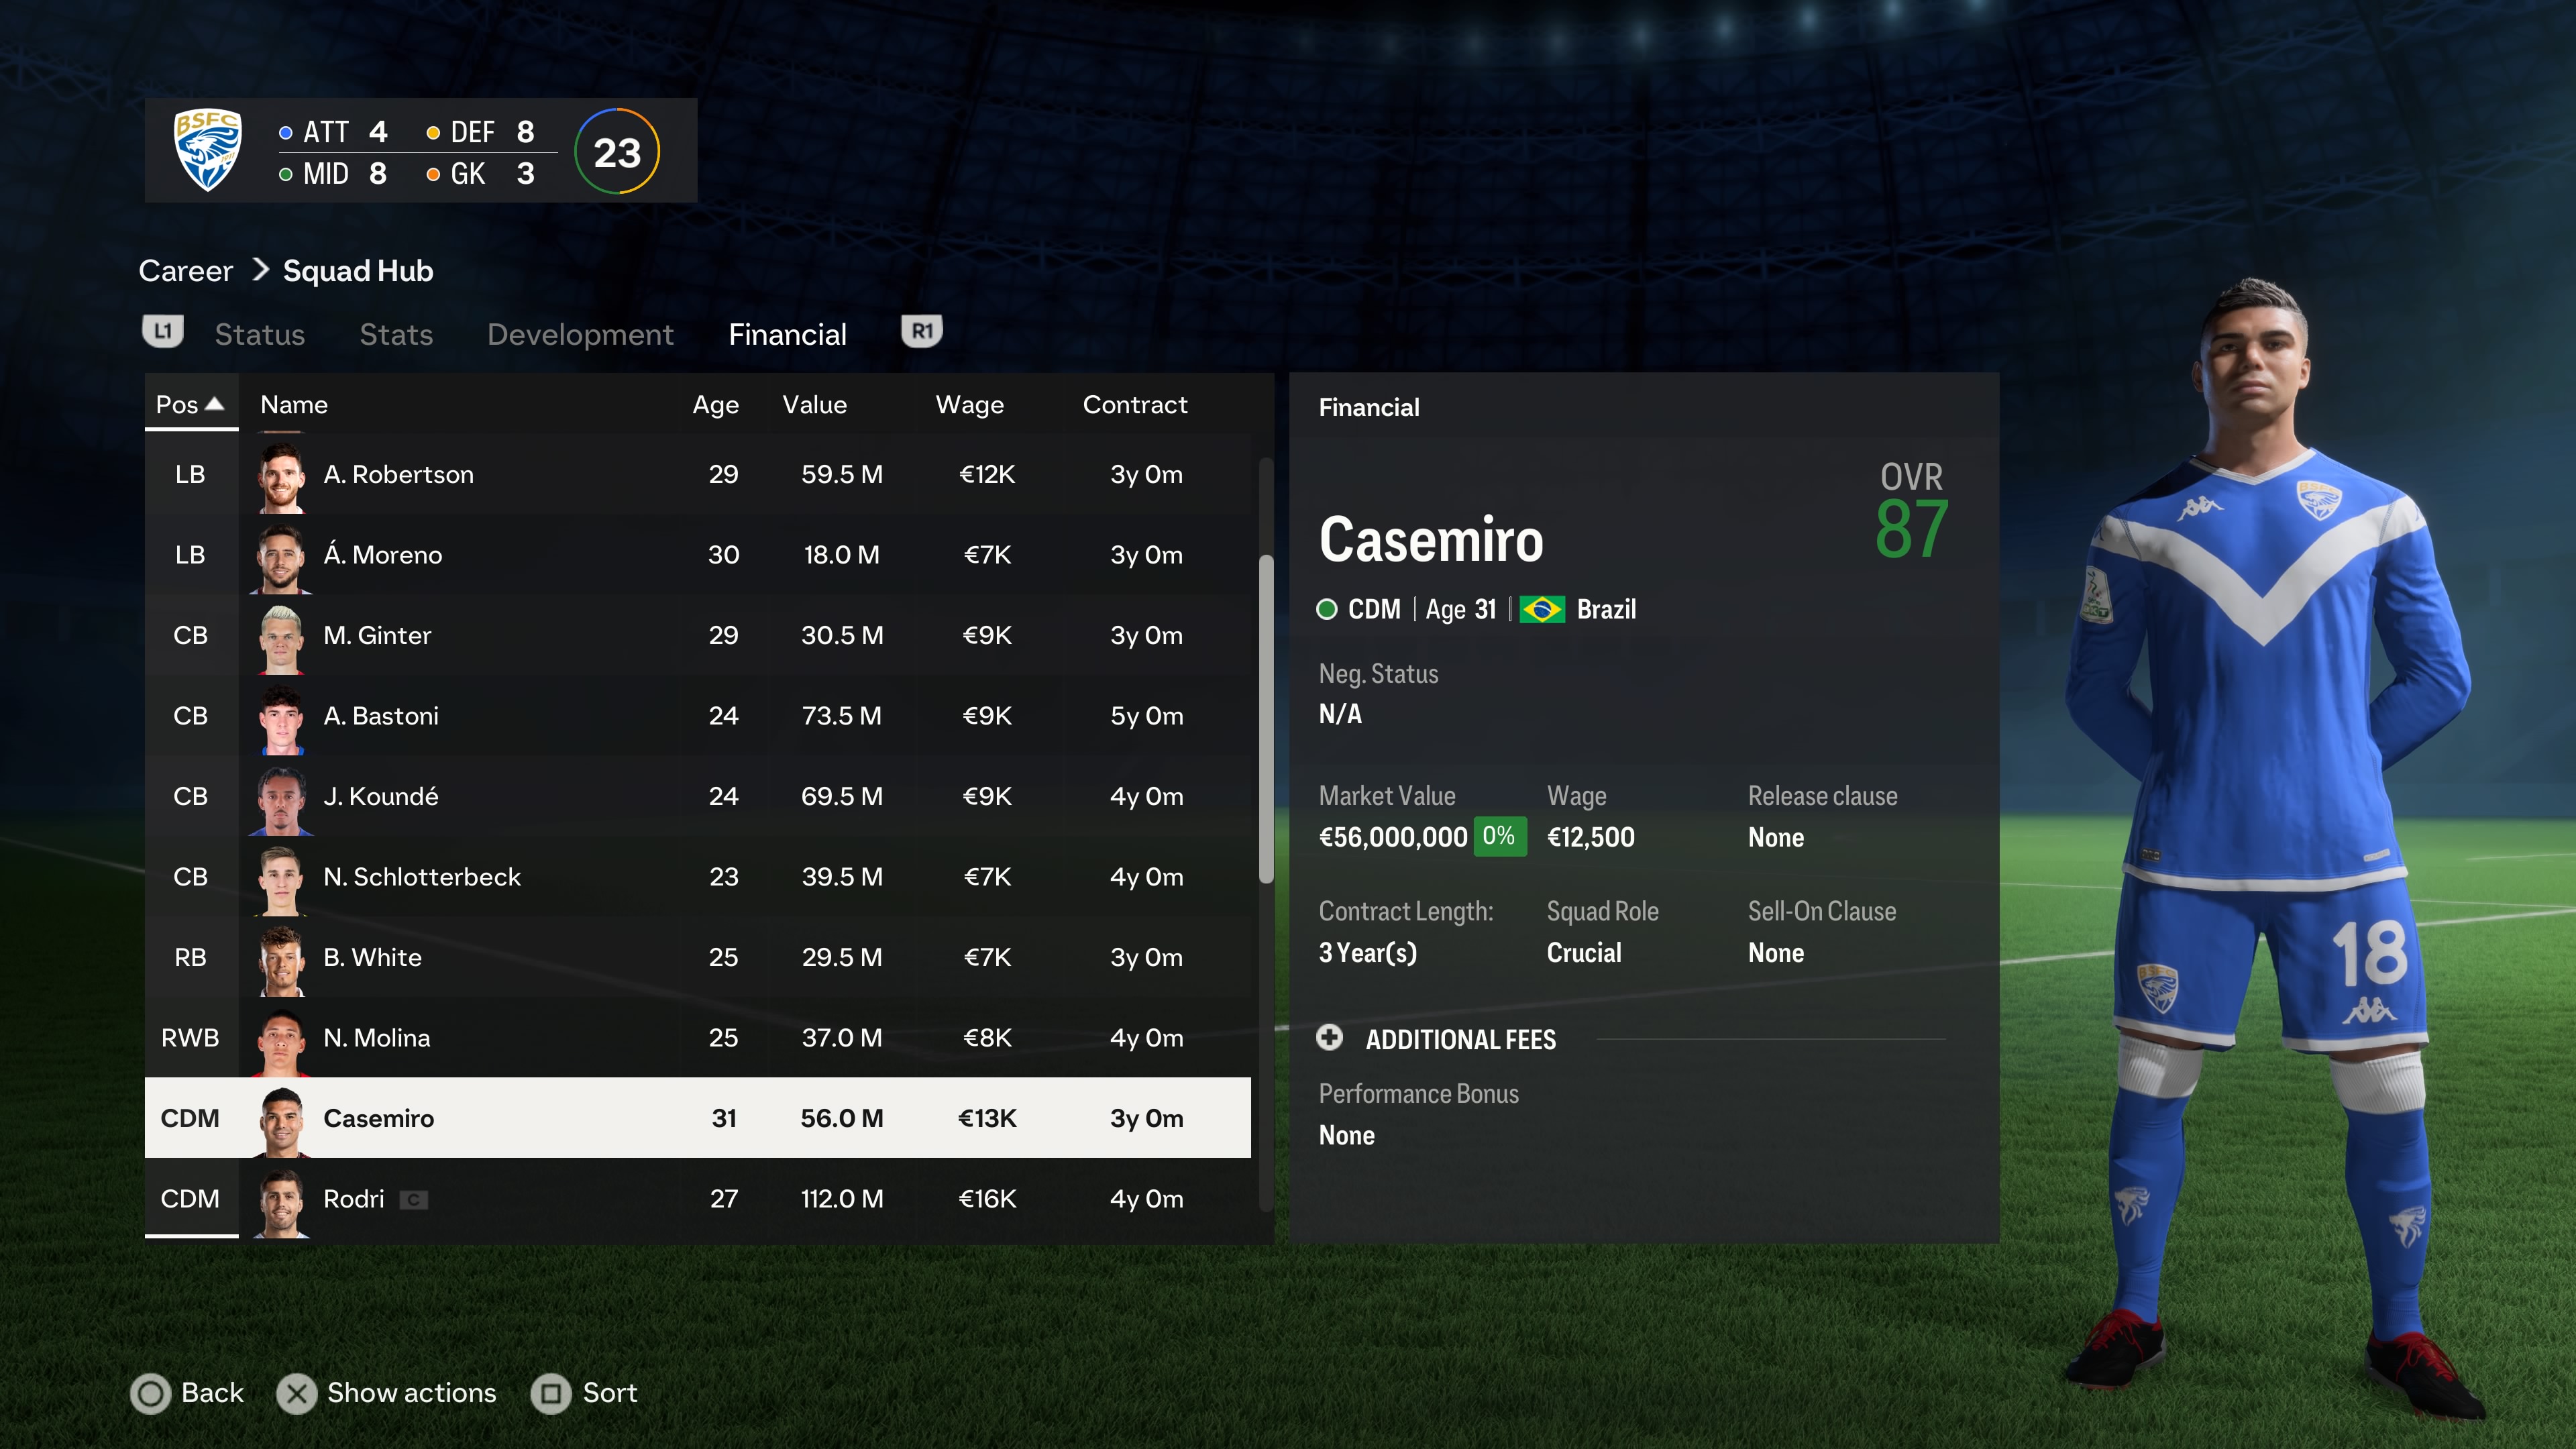 BSFC
ATT 4 DEF 8
MID 8 GK 3
23
Career > Squad Hub
L1 Status Stats Development Financial R1
Pos Name Age Value Wage Contract
LB A. Robertson 29 59.5 M €12K 3y 0m
LB Á. Moreno 30 18.0 M €7K 3y 0m
CB M. Ginter 29 30.5 M €9K 3y 0m
CB A. Bastoni 24 73.5 M €9K 5y 0m
CB J. Koundé 24 69.5 M €9K 4y 0m
CB N. Schlotterbeck 23 39.5 M €7K 4y 0m
RB B. White 25 29.5 M €7K 3y 0m
RWB N. Molina 25 37.0 M €8K 4y 0m
CDM Casemiro 31 56.0 M €13K 3y 0m
CDM Rodri C 27 112.0 M €16K 4y 0m
Financial
OVR
87
Casemiro
CDM | Age 31 | Brazil
Neg. Status
N/A
Market Value Wage Release clause
€56,000,000 0% €12,500 None
Contract Length: Squad Role Sell-On Clause
3 Year(s) Crucial None
ADDITIONAL FEES
Performance Bonus
None
BSFC
18
BSFC
Back Show actions Sort